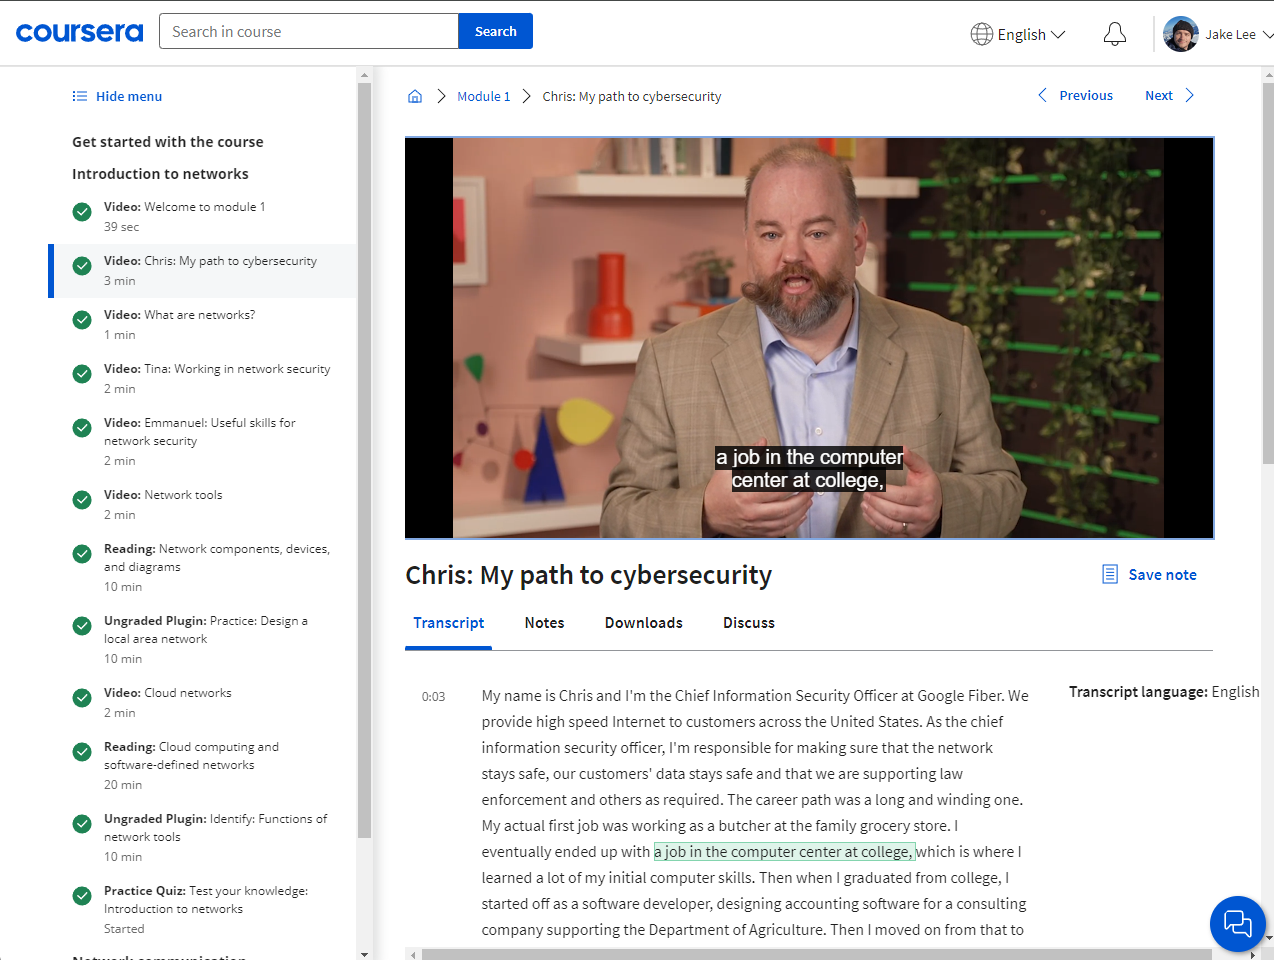 coursera
Search in course
Search
English
Jake Lee
Hide menu
Get started with the course
Introduction to networks
Video: Welcome to module 1
39 sec
Video: Chris: My path to cybersecurity
3 min
Video: What are networks?
1 min
Video: Tina: Working in network security
2 min
Video: Emmanuel: Useful skills for
network security
2 min
Video: Network tools
2 min
Reading: Network components, devices,
and diagrams
10 min
Ungraded Plugin: Practice: Design a
local area network
10 min
Video: Cloud networks
2 min
Reading: Cloud computing and
software-defined networks
20 min
Ungraded Plugin: Identify: Functions of
network tools
10 min
Practice Quiz: Test your knowledge:
Introduction to networks
Started
Network communication
Module 1
Chris: My path to cybersecurity
Previous
Next
a job in the computer
center at college,
Chris: My path to cybersecurity
Save note
Transcript
Notes
Downloads
Discuss
0:03
My name is Chris and I'm the Chief Information Security Officer at Google Fiber. We
provide high speed Internet to customers across the United States. As the chief
information security officer, I'm responsible for making sure that the network
stays safe, our customers' data stays safe and that we are supporting law
enforcement and others as required. The career path was a long and winding one.
My actual first job was working as a butcher at the family grocery store. I
eventually ended up with a job in the computer center at college, which is where I
learned a lot of my initial computer skills. Then when I graduated from college, I
started off as a software developer, designing accounting software for a consulting
company supporting the Department of Agriculture. Then I moved on from that to
Transcript language: English